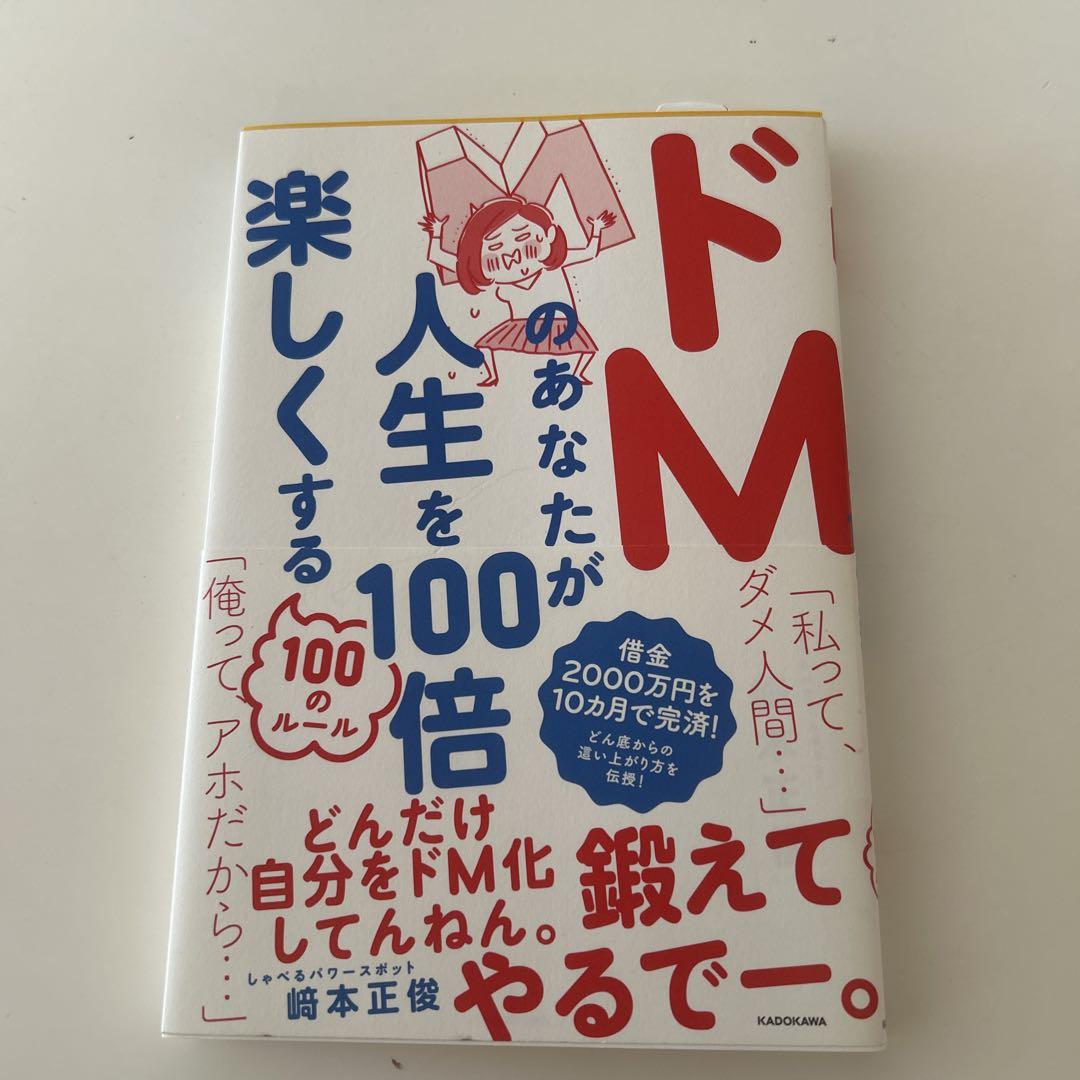 ドM
のあなたが
人生を
100倍
楽しくする
100の
ルール
「私って、
ダメ人間…」
借金
2000万円を
10カ月で完済！
どん底からの
這い上がり方を
伝授！
「俺って、アホだから…」
どんだけ
自分をドM化
してんねん。
鍛えて
やるでー。
しゃべるパワースポット
﨑本正俊
KADOKAWA